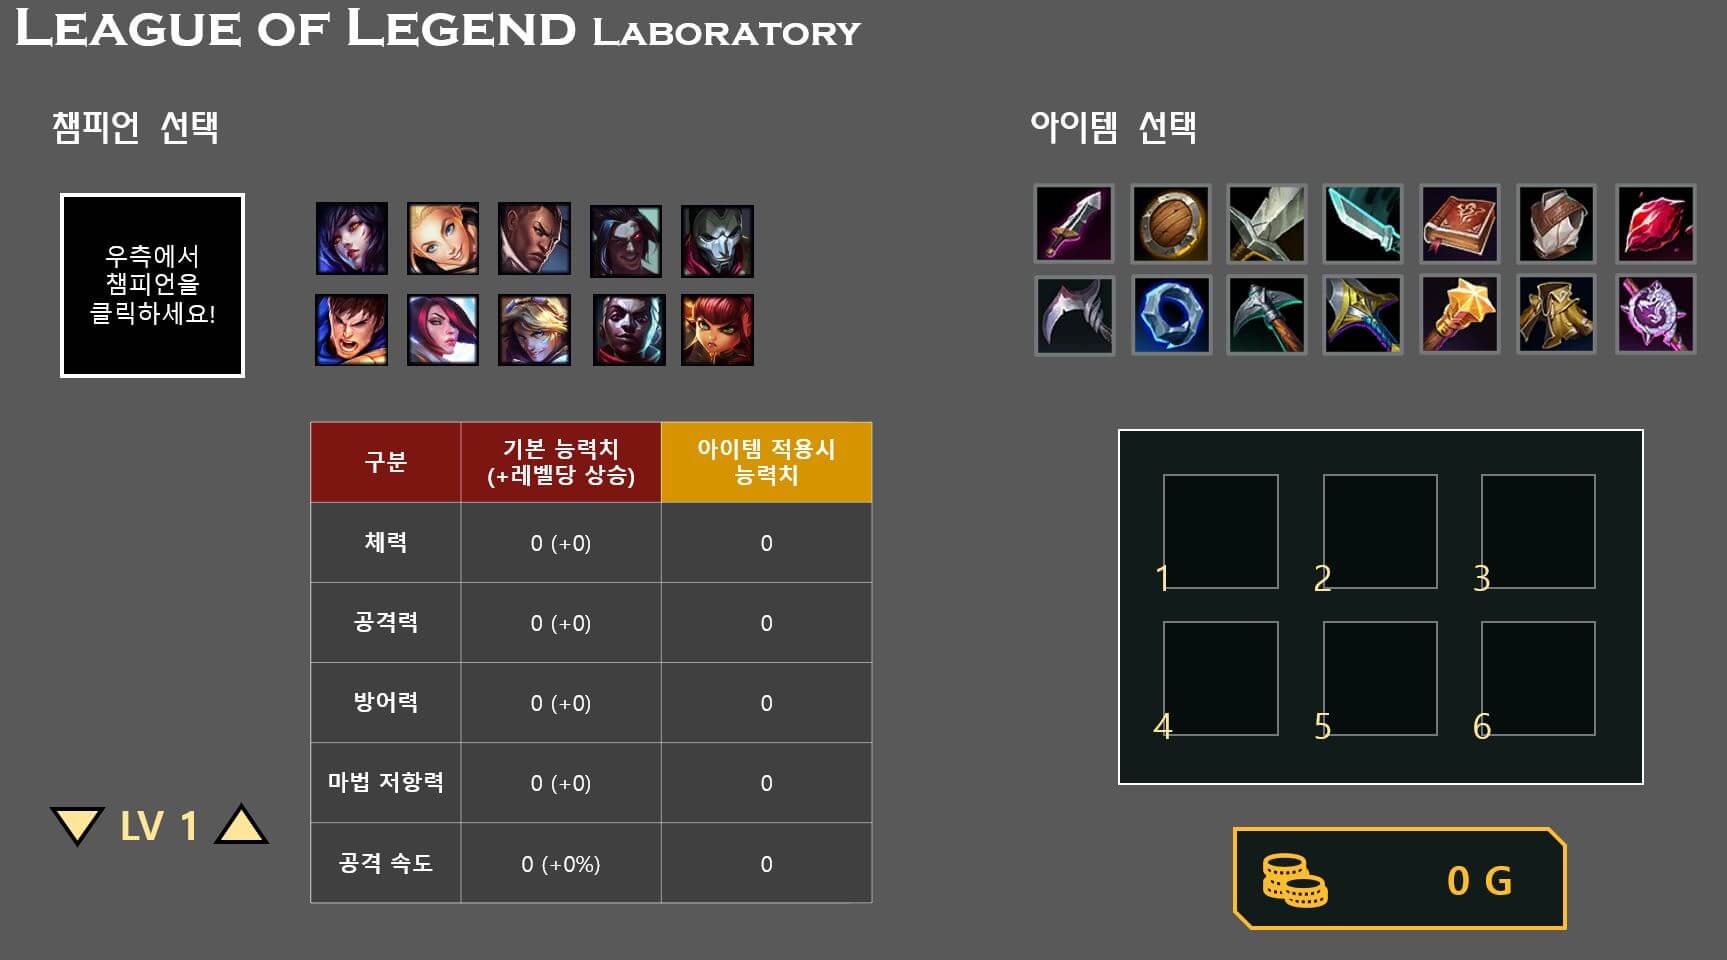 LEAGUE OF LEGEND LABORATORY
챔피언 선택
아이템 선택
우측에서
챔피언을
클릭하세요!
구분
기본 능력치
(+레벨당 상승)
아이템 적용시
능력치
체력
0 (+0)
0
공격력
0 (+0)
0
방어력
0 (+0)
0
마법 저항력
0 (+0)
0
공격 속도
0 (+0%)
0
LV 1
1
2
3
4
5
6
0 G